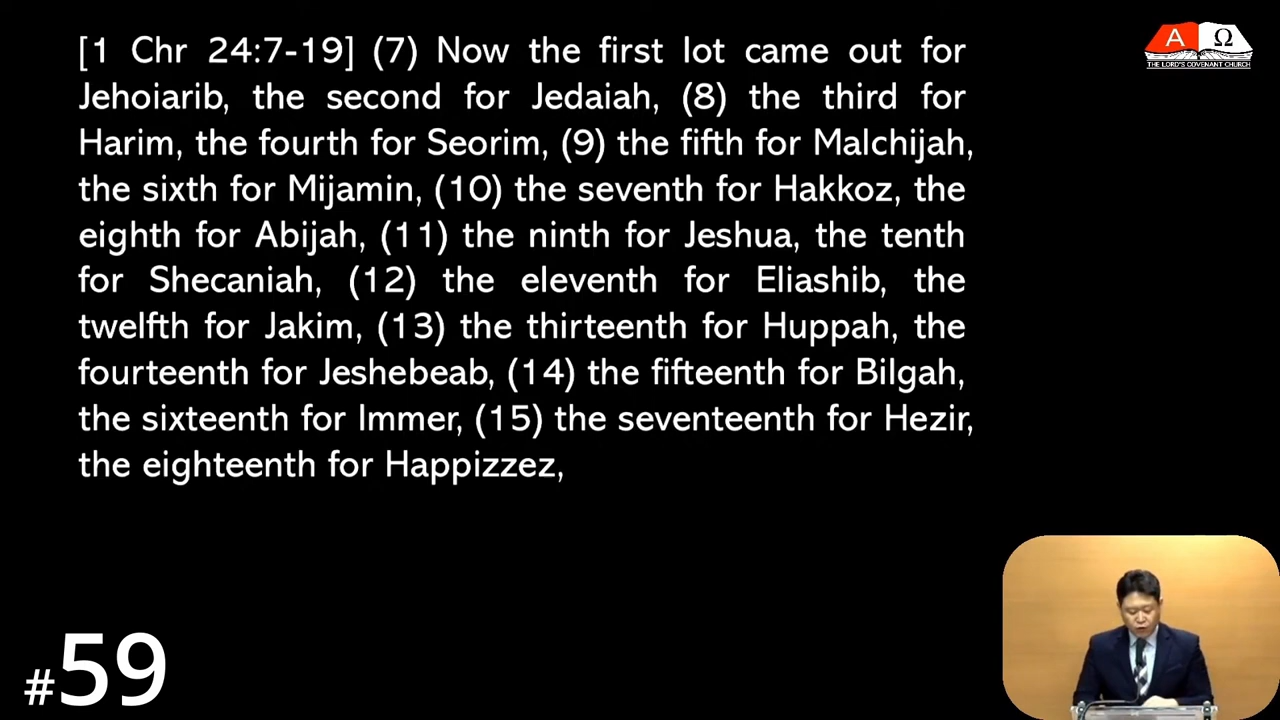 [1 Chr 24:7-19] (7) Now the first lot came out for
Jehoiarib, the second for Jedaiah, (8) the third for
Harim, the fourth for Seorim, (9) the fifth for Malchijah,
the sixth for Mijamin, (10) the seventh for Hakkoz, the
eighth for Abijah, (11) the ninth for Jeshua, the tenth
for Shecaniah, (12) the eleventh for Eliashib, the
twelfth for Jakim, (13) the thirteenth for Huppah, the
fourteenth for Jeshebeab, (14) the fifteenth for Bilgah,
the sixteenth for Immer, (15) the seventeenth for Hezir,
the eighteenth for Happizzez,
Α Ω
THE LORD'S COVENANT CHURCH
#59